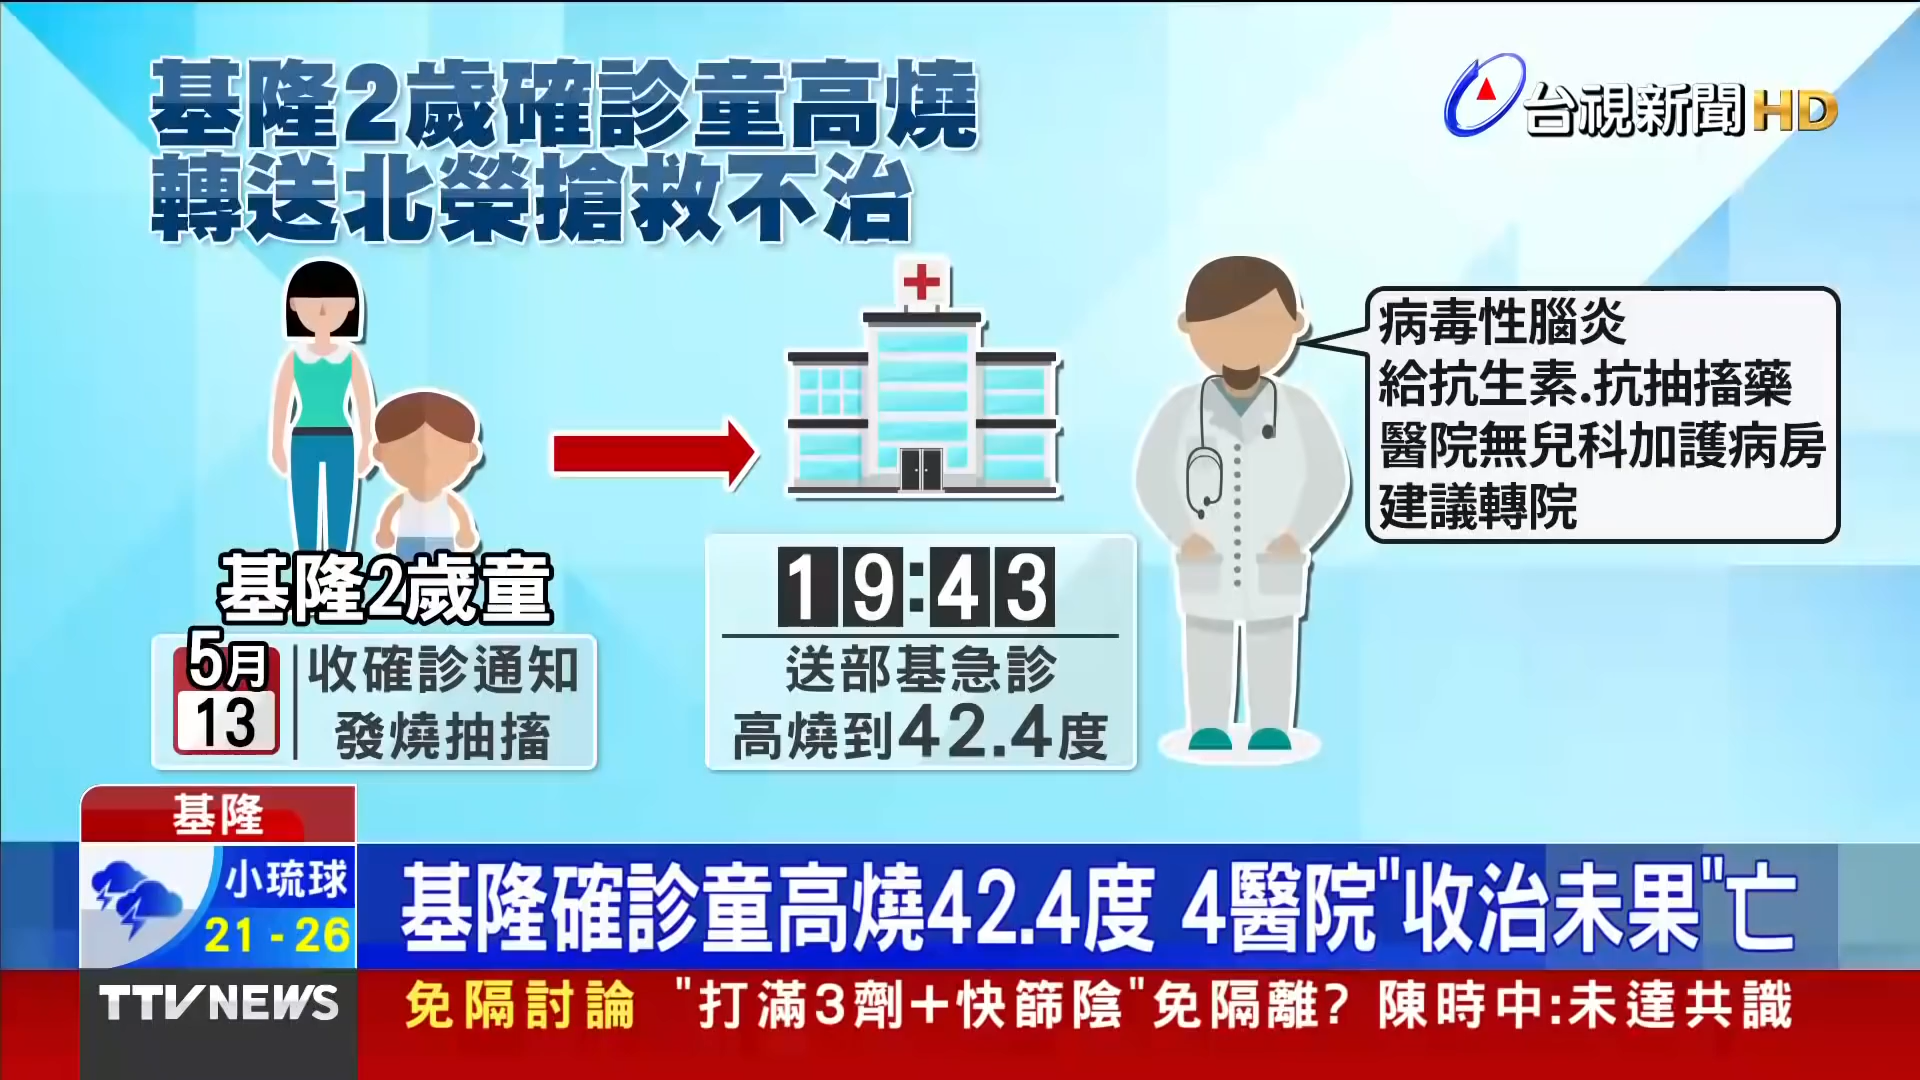 基隆2歲確診童高燒
轉送北榮搶救不治
台視新聞HD
病毒性腦炎
給抗生素.抗抽搐藥
醫院無兒科加護病房
建議轉院
基隆2歲童
5月
13
收確診通知
發燒抽搐
19:43
送部基急診
高燒到42.4度
基隆
小琉球
21-26
基隆確診童高燒42.4度 4醫院"收治未果"亡
TTV NEWS
免隔討論 "打滿3劑+快篩陰"免隔離? 陳時中:未達共識